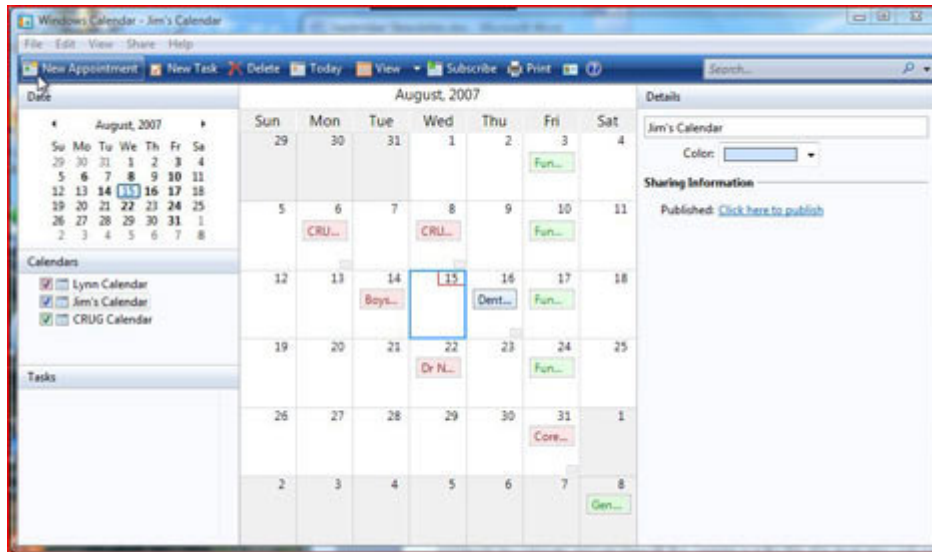 Windows Calendar - Jim's Calendar
File Edit View Share Help
New Appointment New Task Delete Today View Subscribe Print Search...
Date
August, 2007
Su Mo Tu We Th Fr Sa
29 30 31 1 2 3 4
5 6 7 8 9 10 11
12 13 14 15 16 17 18
19 20 21 22 23 24 25
26 27 28 29 30 31 1
2 3 4 5 6 7 8
Calendars
Lynn Calendar
Jim's Calendar
CRUG Calendar
Tasks
August, 2007
Sun Mon Tue Wed Thu Fri Sat
29 30 31 1 2 3 4
Fun...
5 6 7 8 9 10 11
CRU... CRU... Fun...
12 13 14 15 16 17 18
Boys... Dent... Fun...
19 20 21 22 23 24 25
Dr N... Fun...
26 27 28 29 30 31 1
Core...
2 3 4 5 6 7 8
Gen...
Details
Jim's Calendar
Color:
Sharing Information
Published: Click here to publish